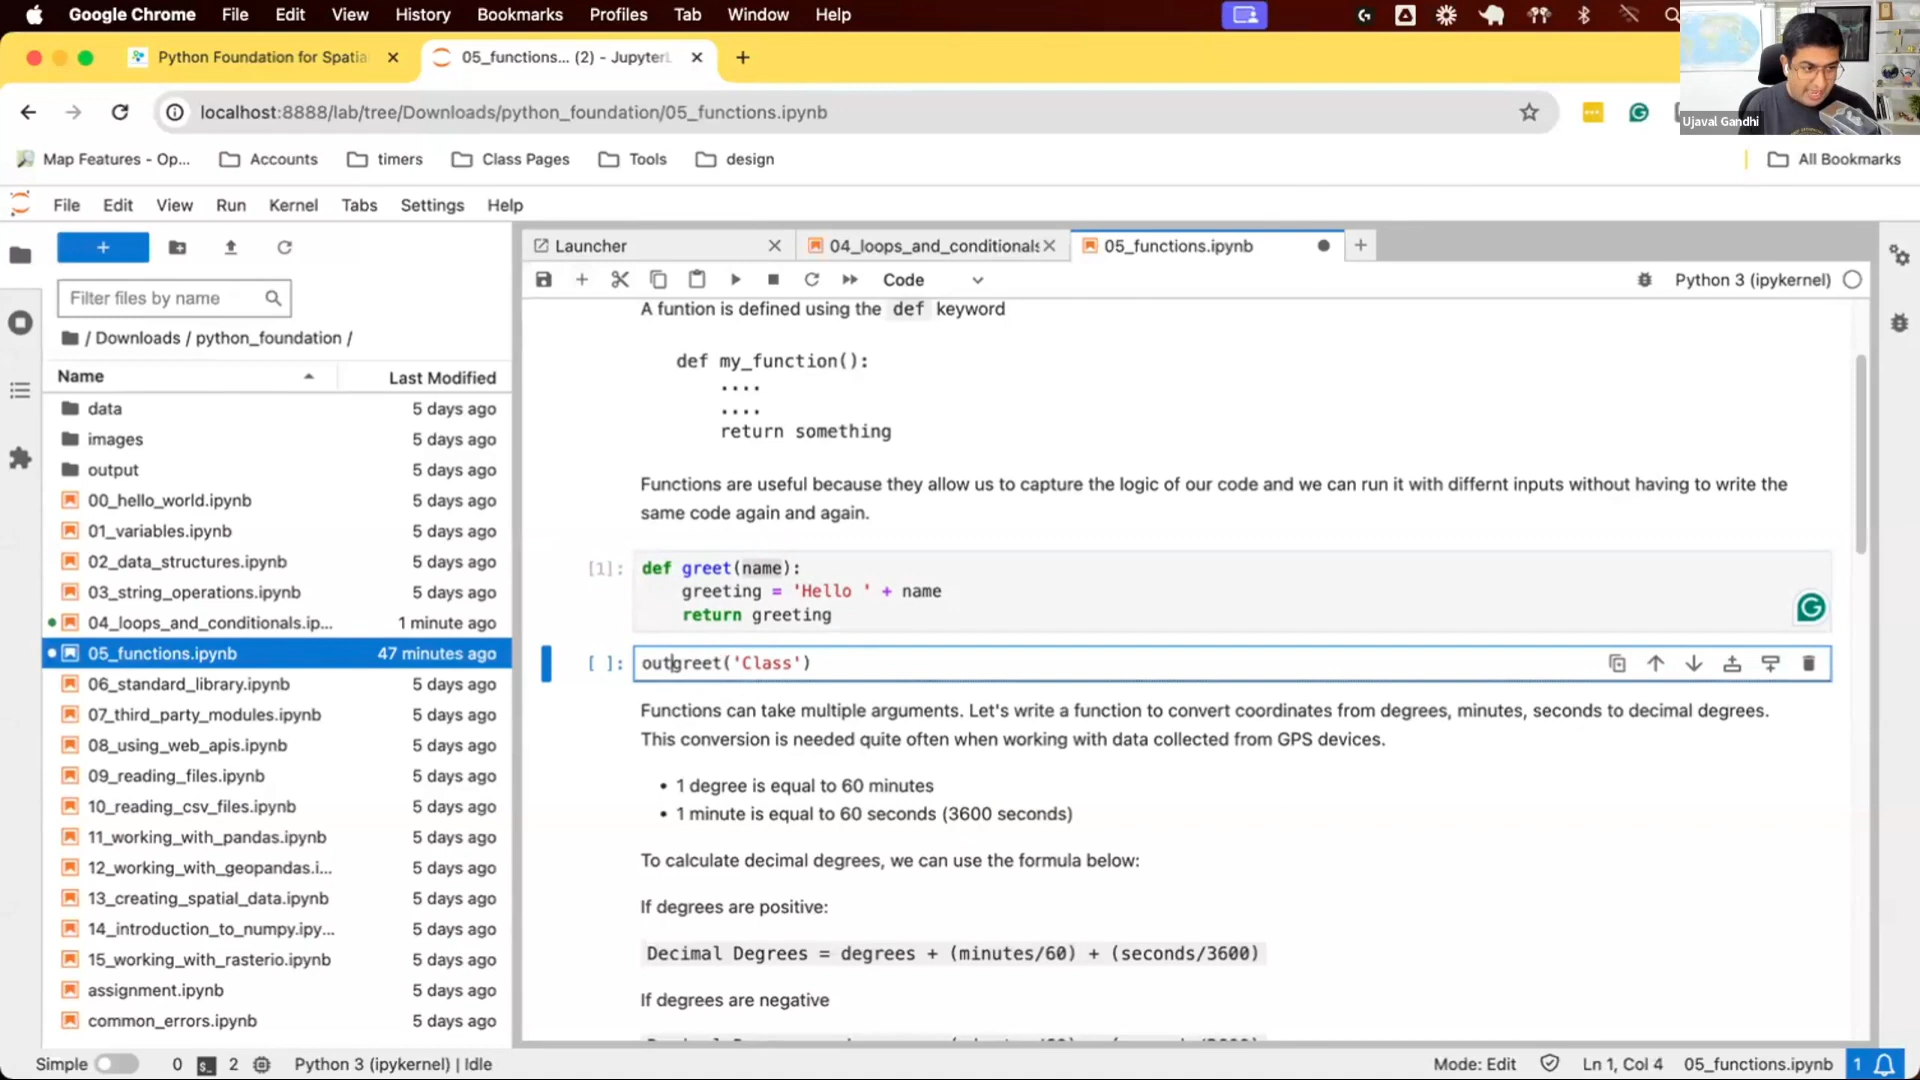 Google Chrome File Edit View History Bookmarks Profiles Tab Window Help
Python Foundation for Spatia
05_functions... (2) - JupyterL
localhost:8888/lab/tree/Downloads/python_foundation/05_functions.ipynb
Ujaval Gandhi
Map Features - Op... Accounts timers Class Pages Tools design All Bookmarks
File Edit View Run Kernel Tabs Settings Help
Launcher 04_loops_and_conditionals 05_functions.ipynb
Code Python 3 (ipykernel)
Filter files by name
/ Downloads / python_foundation /
Name Last Modified
data 5 days ago
images 5 days ago
output 5 days ago
00_hello_world.ipynb 5 days ago
01_variables.ipynb 5 days ago
02_data_structures.ipynb 5 days ago
03_string_operations.ipynb 5 days ago
04_loops_and_conditionals.ip... 1 minute ago
05_functions.ipynb 47 minutes ago
06_standard_library.ipynb 5 days ago
07_third_party_modules.ipynb 5 days ago
08_using_web_apis.ipynb 5 days ago
09_reading_files.ipynb 5 days ago
10_reading_csv_files.ipynb 5 days ago
11_working_with_pandas.ipynb 5 days ago
12_working_with_geopandas.i... 5 days ago
13_creating_spatial_data.ipynb 5 days ago
14_introduction_to_numpy.ipy... 5 days ago
15_working_with_rasterio.ipynb 5 days ago
assignment.ipynb 5 days ago
common_errors.ipynb 5 days ago
A funtion is defined using the def keyword
def my_function():
....
....
return something
Functions are useful because they allow us to capture the logic of our code and we can run it with differnt inputs without having to write the
same code again and again.
[1]: def greet(name):
greeting = 'Hello ' + name
return greeting
[ ]: outgreet('Class')
Functions can take multiple arguments. Let's write a function to convert coordinates from degrees, minutes, seconds to decimal degrees.
This conversion is needed quite often when working with data collected from GPS devices.
• 1 degree is equal to 60 minutes
• 1 minute is equal to 60 seconds (3600 seconds)
To calculate decimal degrees, we can use the formula below:
If degrees are positive:
Decimal Degrees = degrees + (minutes/60) + (seconds/3600)
If degrees are negative
Simple 0 2 Python 3 (ipykernel) | Idle Mode: Edit Ln 1, Col 4 05_functions.ipynb 1